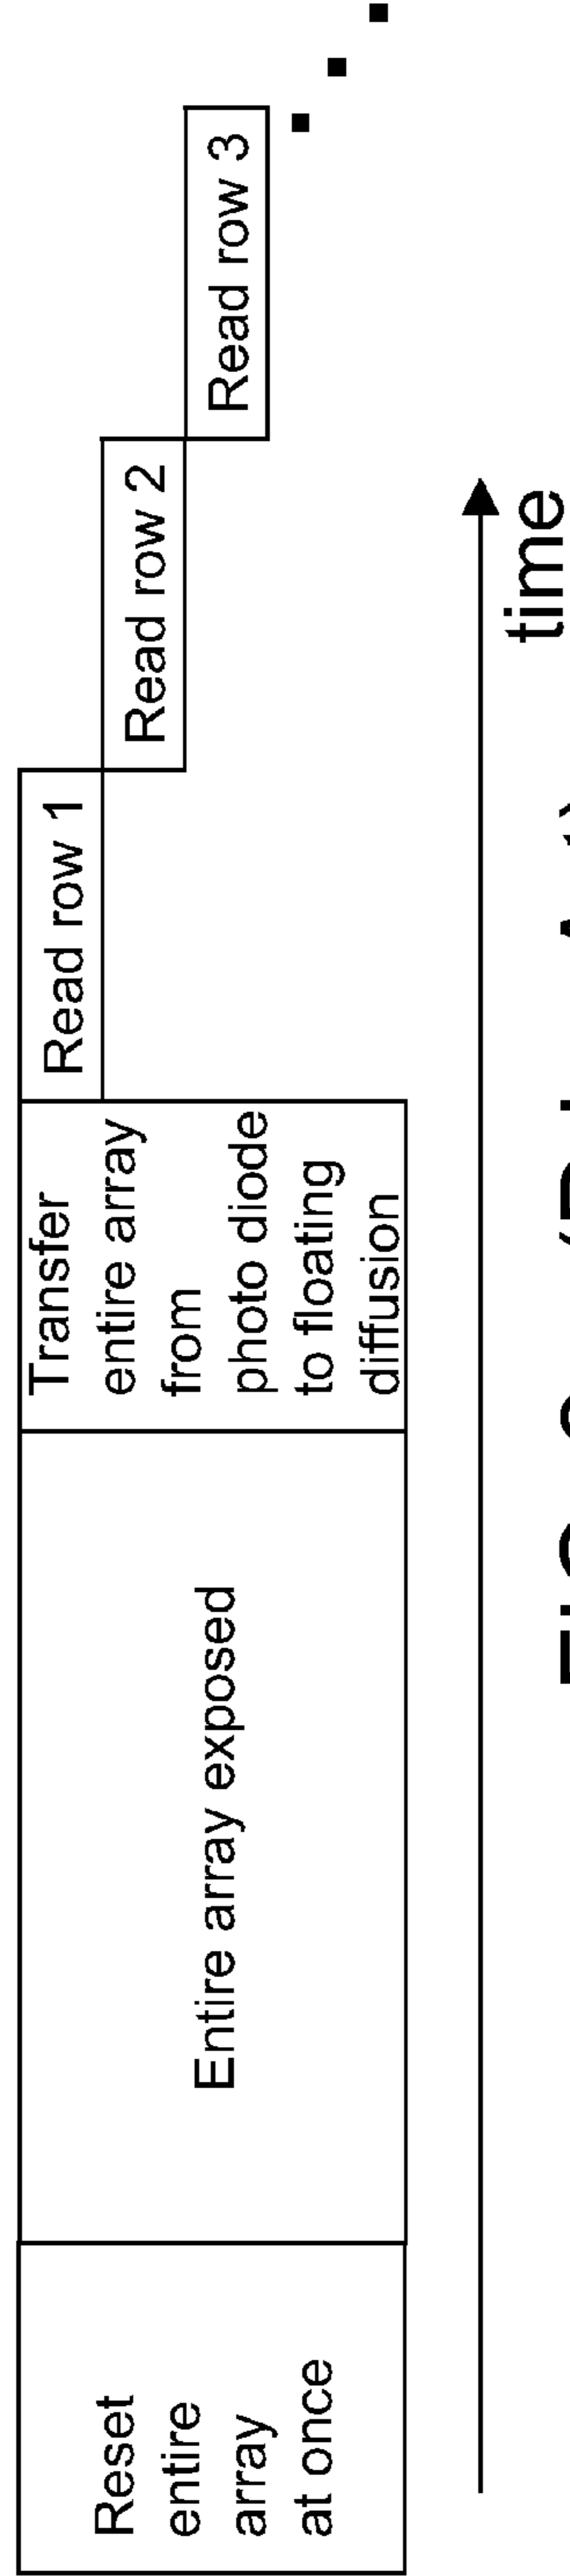 Reset
entire
array
at once
Entire array exposed
Transfer
entire array
from
photo diode
to floating
diffusion
Read row 1
Read row 2
Read row 3
time